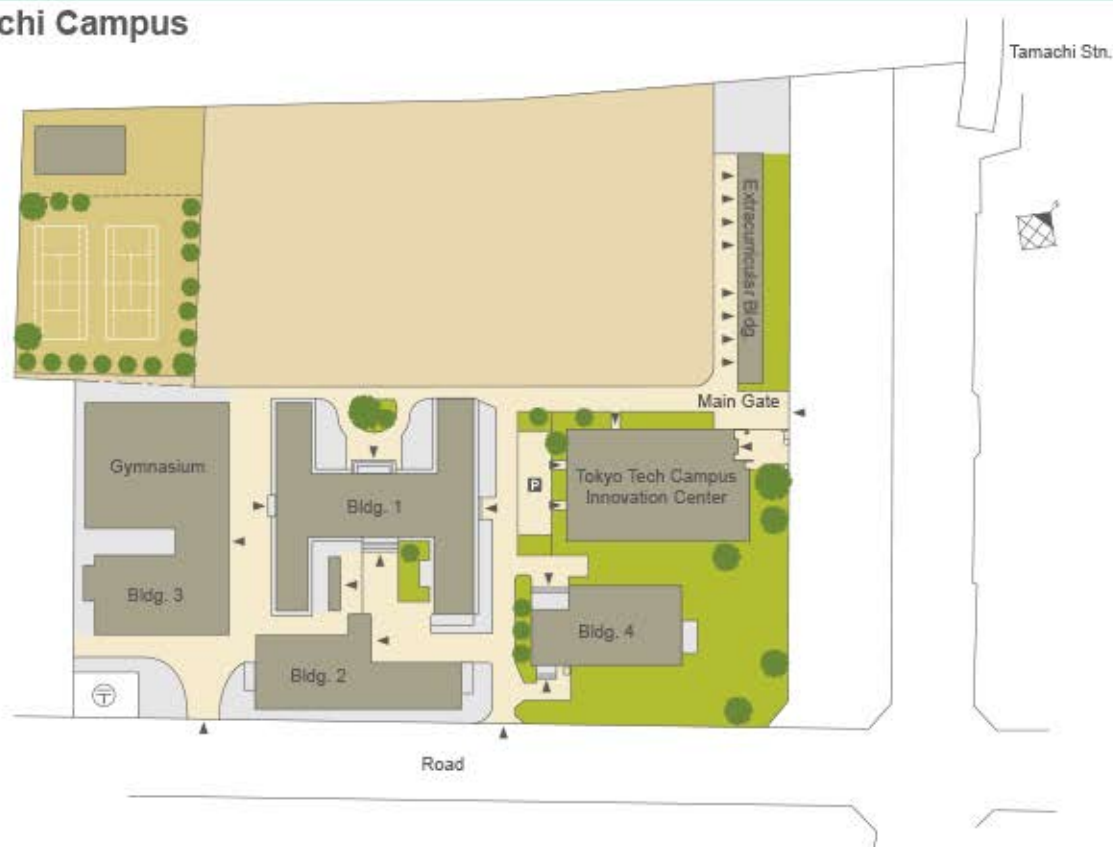 chi Campus
Tamachi Stn.
Extracurricular Bldg.
Main Gate
Gymnasium
Tokyo Tech Campus
Innovation Center
P
Bldg. 1
Bldg. 3
Bldg. 4
Bldg. 2
〒
Road